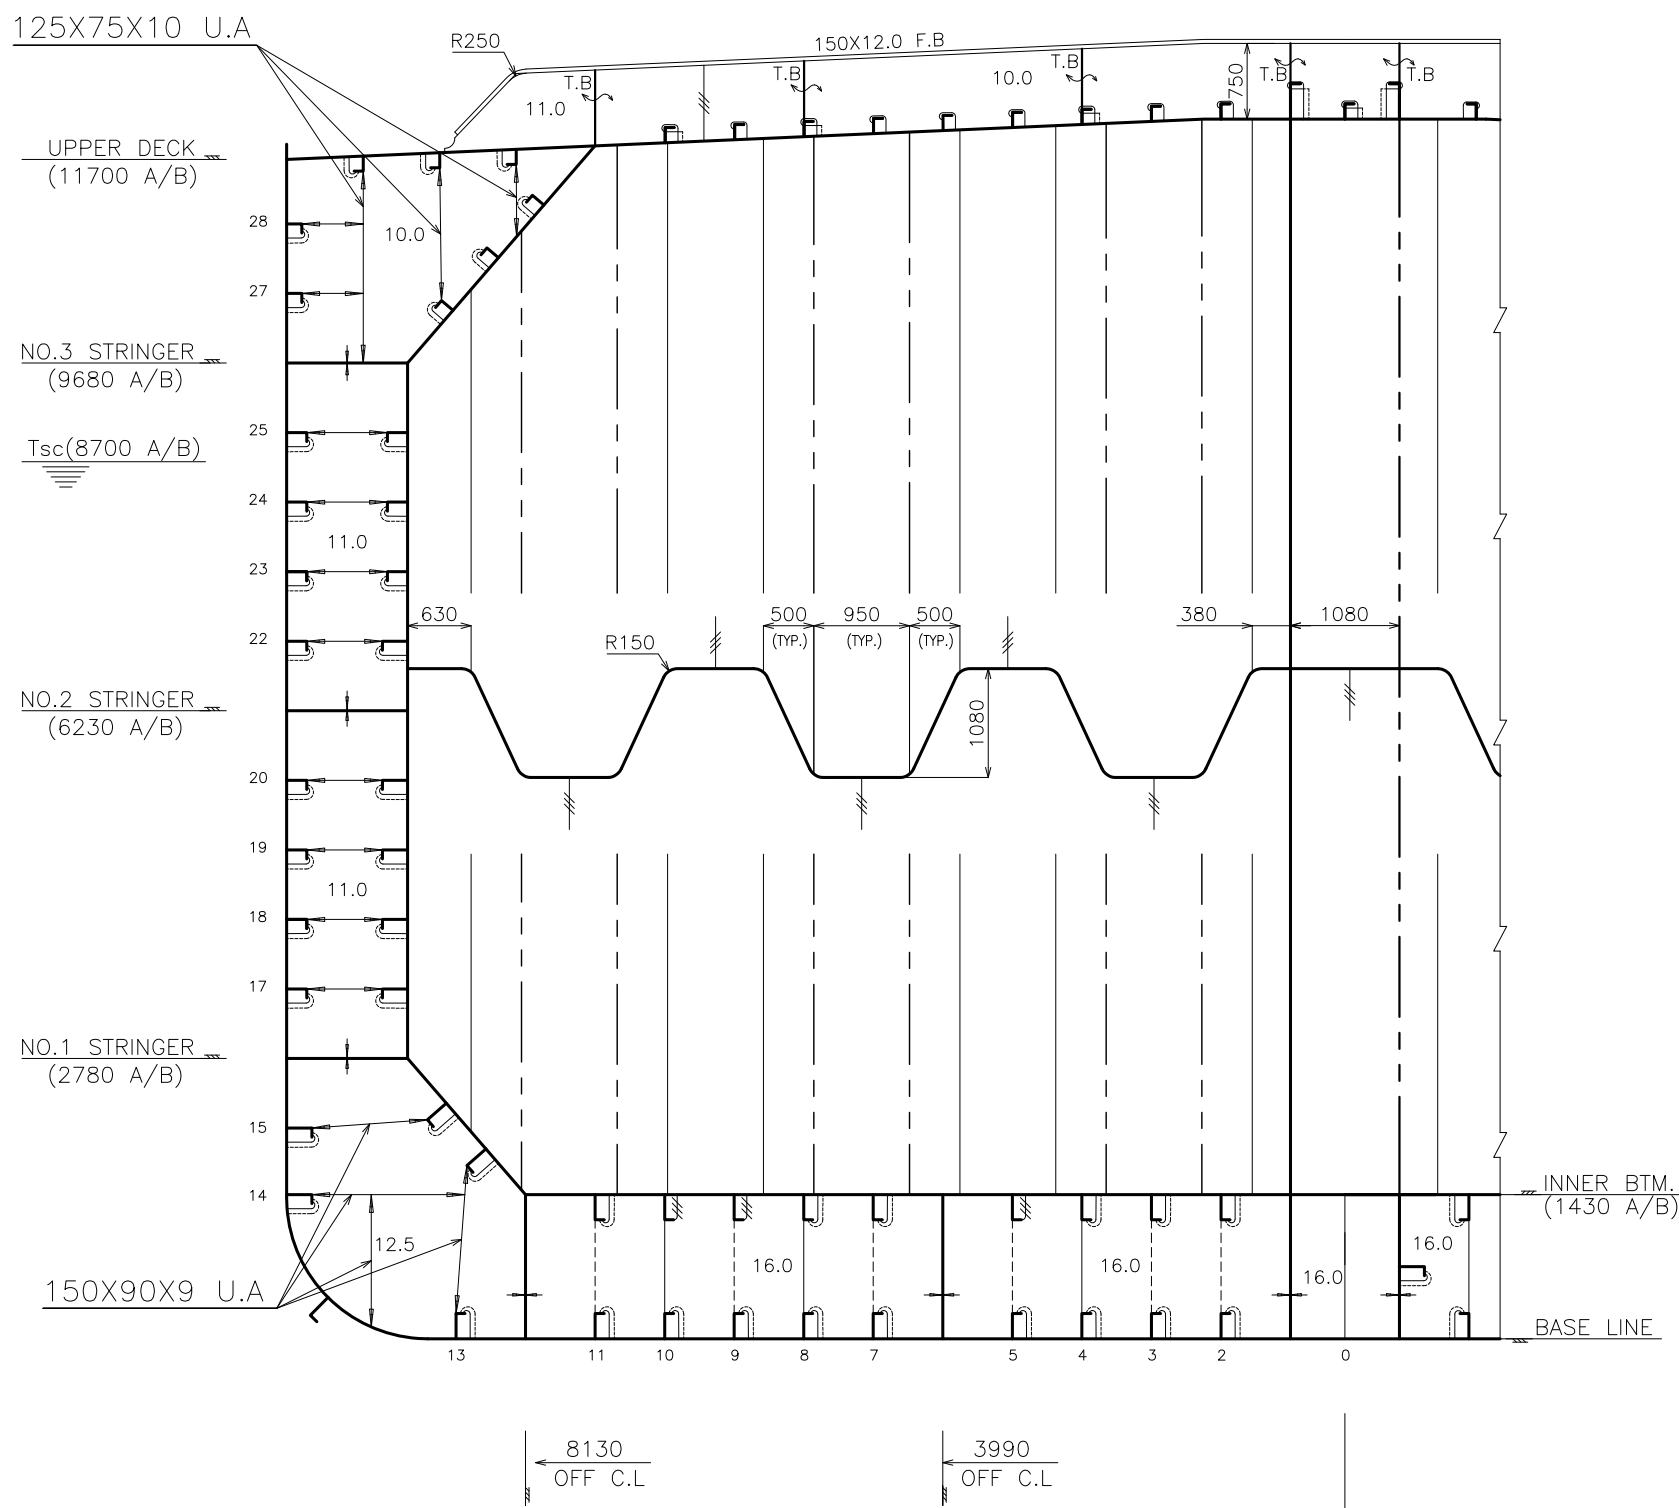 125X75X10 U.A
R250
150X12.0 F.B
T.B
T.B
T.B
T.B
T.B
11.0
10.0
750
UPPER DECK
(11700 A/B)
28
10.0
27
NO.3 STRINGER
(9680 A/B)
25
Tsc(8700 A/B)
24
11.0
23
22
630
500
(TYP.)
950
(TYP.)
500
(TYP.)
380
1080
R150
NO.2 STRINGER
(6230 A/B)
1080
20
19
11.0
18
17
NO.1 STRINGER
(2780 A/B)
15
14
INNER BTM.
(1430 A/B)
12.5
16.0
16.0
16.0
16.0
150X90X9 U.A
BASE LINE
13
11
10
9
8
7
5
4
3
2
0
8130
OFF C.L
3990
OFF C.L